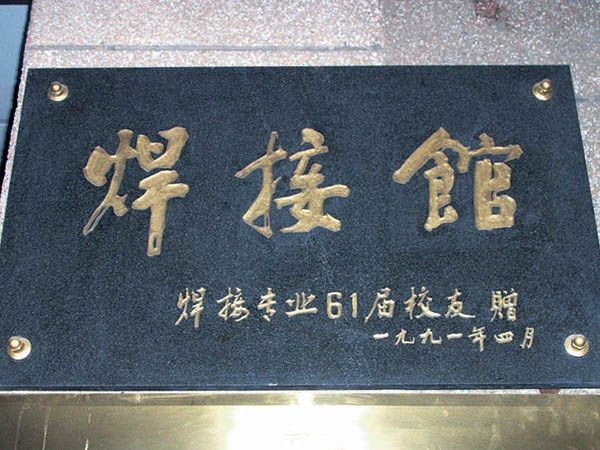 焊接館
焊接专业61届校友 贈
一九九一年四月